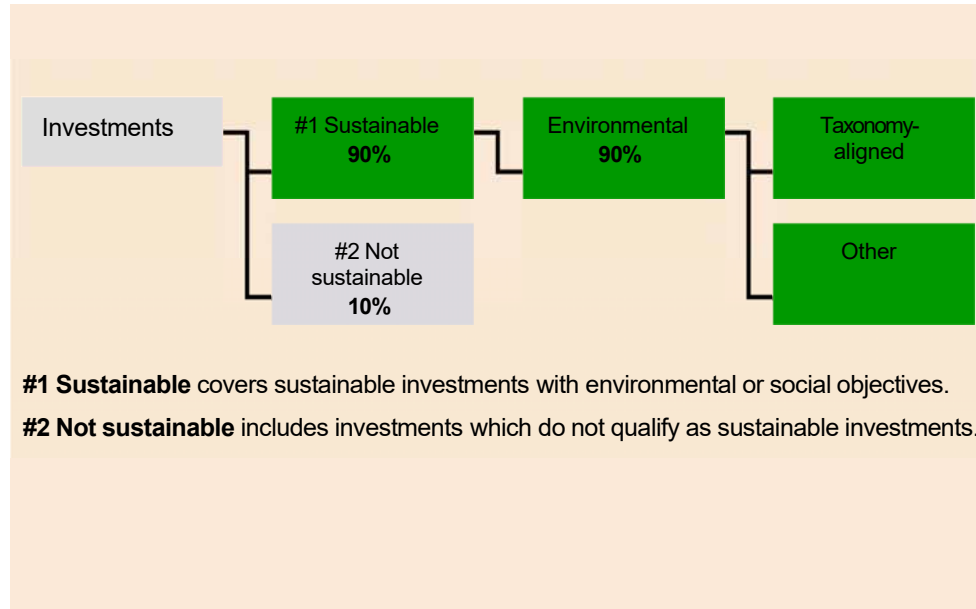 Investments
#1 Sustainable
90%
Environmental
90%
Taxonomy-
aligned
#2 Not
sustainable
10%
Other
#1 Sustainable covers sustainable investments with environmental or social objectives.
#2 Not sustainable includes investments which do not qualify as sustainable investments.